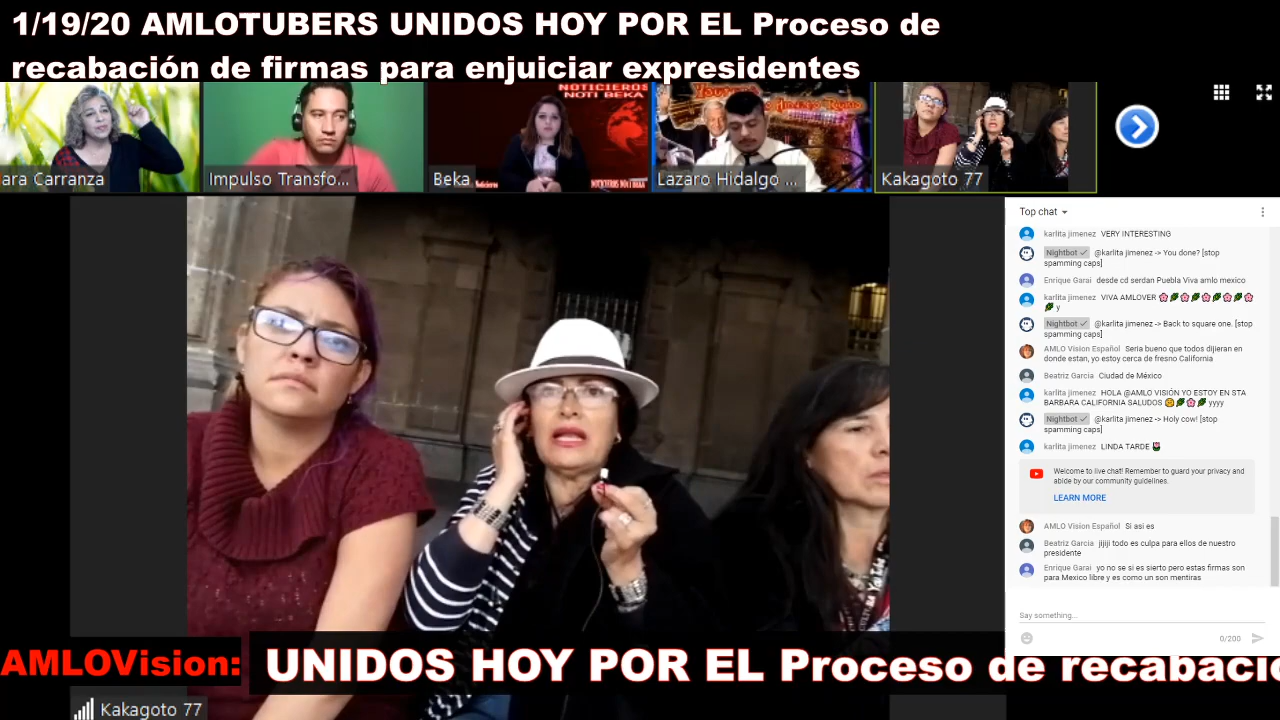 1/19/20 AMLOTUBERS UNIDOS HOY POR EL Proceso de
recabación de firmas para enjuiciar expresidentes
ara Carranza
Impulso Transfo...
NOTICIEROS
NOTI BEKA
Beka
Noticieros
NOTICIEROS NOTI BEKA
Lazaro Hidalgo ...
Kakagoto 77
Top chat
karlita jimenez VERY INTERESTING
Nightbot @karlita jimenez -> You done? [stop
spamming caps]
Enrique Garai desde cd serdan Puebla Viva amlo mexico
karlita jimenez VIVA AMLOVER 🌸🌵🌸🌵🌸🌵🌸🌵🌸
🌵 y
Nightbot @karlita jimenez -> Back to square one. [stop
spamming caps]
AMLO Vision Español Seria bueno que todos dijieran en
donde estan, yo estoy cerca de fresno California
Beatriz Garcia Ciudad de México
karlita jimenez HOLA @AMLO VISIÓN YO ESTOY EN STA
BARBARA CALIFORNIA SALUDOS 🌼🌵🌸🌵 yyyy
Nightbot @karlita jimenez -> Holy cow! [stop
spamming caps]
karlita jimenez LINDA TARDE 🌷
Welcome to live chat! Remember to guard your privacy and
abide by our community guidelines.
LEARN MORE
AMLO Vision Español Si asi es
Beatriz Garcia jijiji todo es culpa para ellos de nuestro
presidente
Enrique Garai yo no se si es sierto pero estas firmas son
para Mexico libre y es como un son mentiras
Say something...
0/200
AMLOVision: UNIDOS HOY POR EL Proceso de recabació
Kakagoto 77